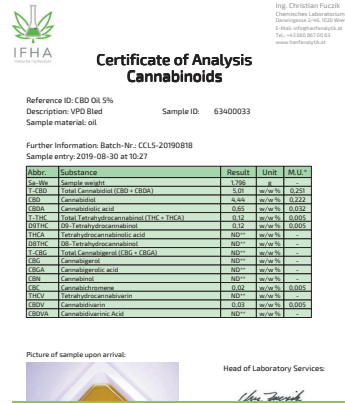 Ing. Christian Fuczik
Chemisches Laboratorium
IFHA
Certificate of Analysis
Cannabinoids
Reference ID: CBD Oil 5%
Description: VPD Bled Sample ID: 63400033
Sample material: oil
Further Information: Batch-Nr.: CCLS-20190818
Sample entry: 2019-08-30 at 10:27
Abbr. Substance Result Unit M.U.*
Sa-We Sample weight 1,796 g -
T-CBD Total Cannabidiol (CBD + CBDA) 5,01 w/w% 0,251
CBD Cannabidiol 4,44 w/w% 0,222
CBDA Cannabidiolic acid 0,65 w/w% 0,032
T-THC Total Tetrahydrocannabinol (THC + THCA) 0,12 w/w% 0,005
D9THC D9-Tetrahydrocannabinol 0,12 w/w% 0,005
THCA Tetrahydrocannabinolic acid ND** w/w% -
D8THC D8-Tetrahydrocannabinol ND** w/w% -
T-CBG Total Cannabigerol (CBG + CBGA) ND** w/w% -
CBG Cannabigerol ND** w/w% -
CBGA Cannabigerolic acid ND** w/w% -
CBN Cannabinol ND** w/w% -
CBC Cannabichromene 0,02 w/w% 0,005
THCV Tetrahydrocannabivarin ND** w/w% -
CBDV Cannabidivarin 0,03 w/w% 0,005
CBDVA Cannabidivarinic Acid ND** w/w% -
Picture of sample upon arrival:
Head of Laboratory Services: